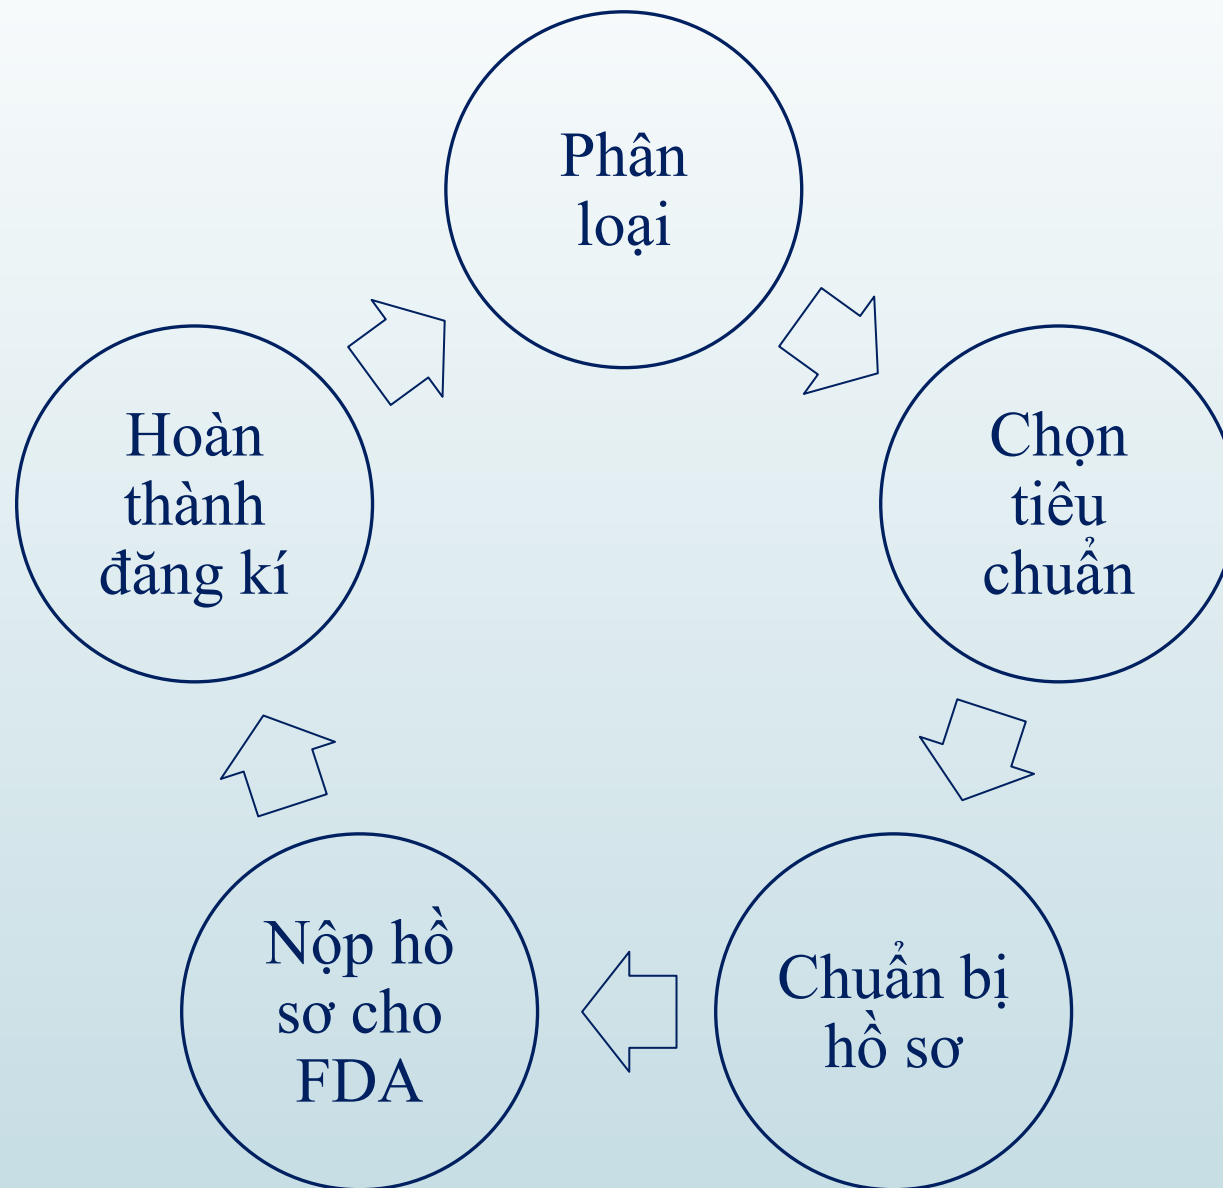 Phân
loại
Chọn
tiêu
chuẩn
Chuẩn bị
hồ sơ
Nộp hồ
sơ cho
FDA
Hoàn
thành
đăng kí